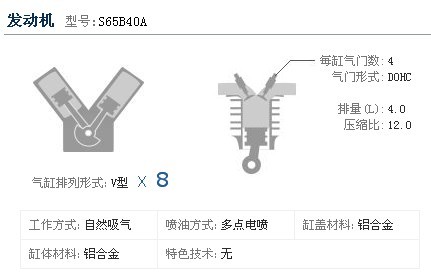 发动机 型号: S65B40A
每缸气门数: 4
气门形式: DOHC
排量(L): 4.0
压缩比: 12.0
气缸排列形式: V型 X 8
工作方式: 自然吸气 喷油方式: 多点电喷 缸盖材料: 铝合金
缸体材料: 铝合金 特色技术: 无